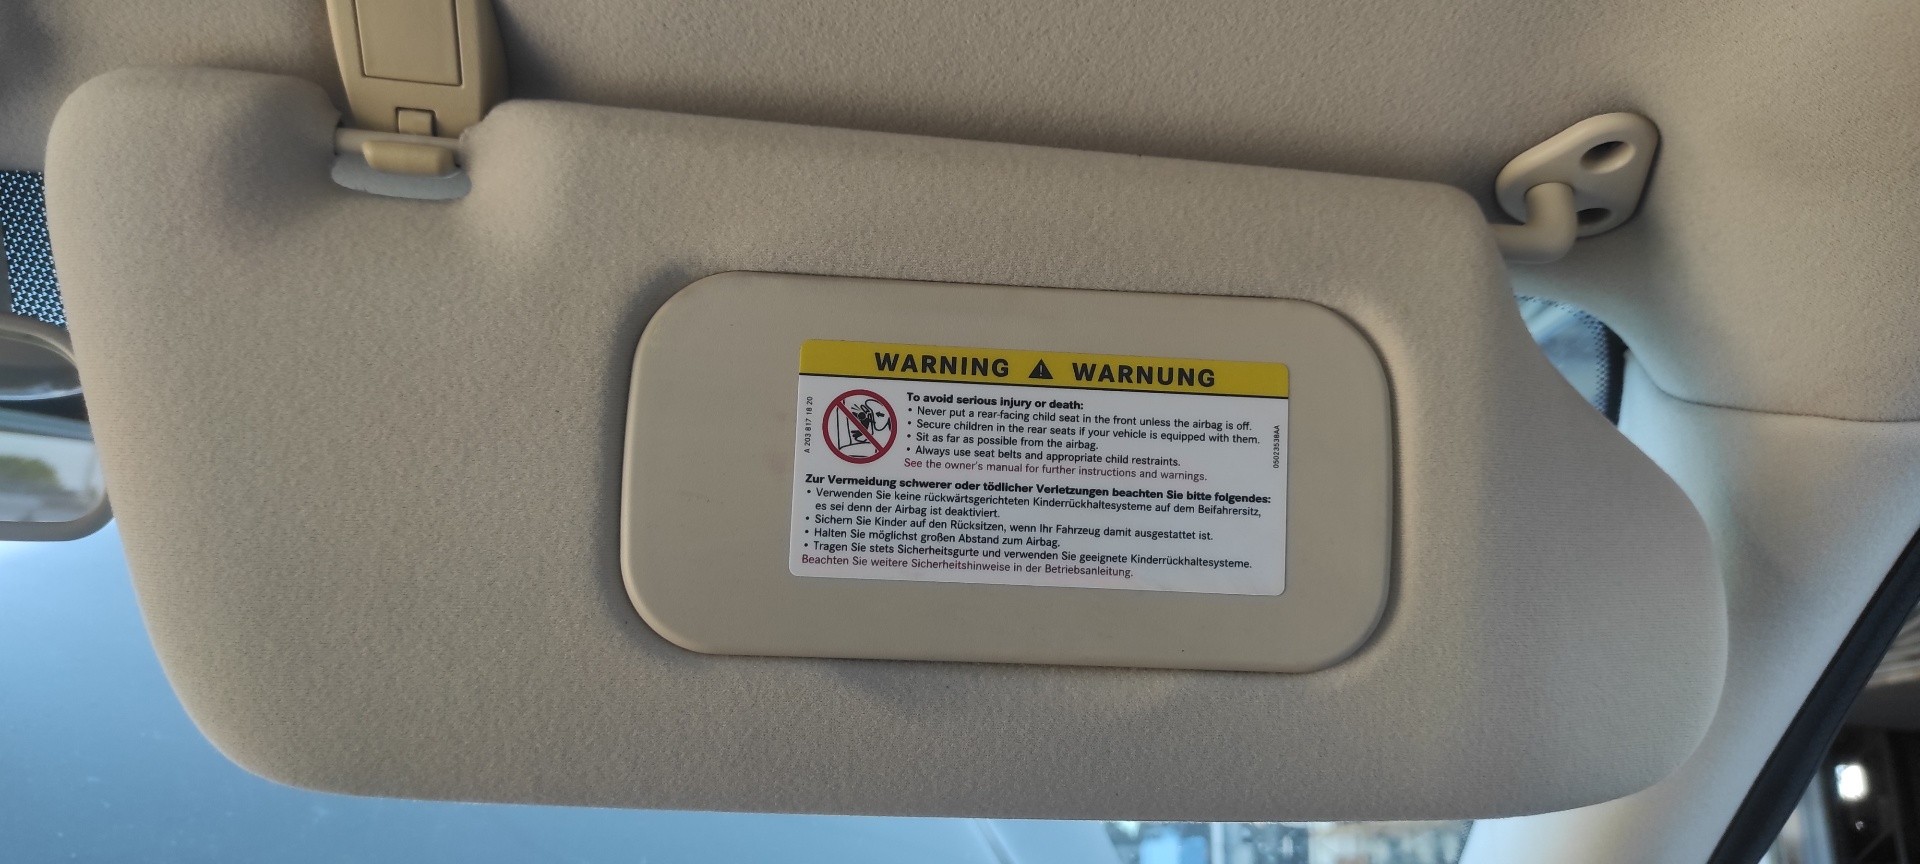 WARNING WARNUNG
A 203 817 18 20
To avoid serious injury or death:
• Never put a rear-facing child seat in the front unless the airbag is off.
• Secure children in the rear seats if your vehicle is equipped with them.
• Sit as far as possible from the airbag.
• Always use seat belts and appropriate child restraints.
See the owner's manual for further instructions and warnings.
05023538AA
Zur Vermeidung schwerer oder tödlicher Verletzungen beachten Sie bitte folgendes:
• Verwenden Sie keine rückwärtsgerichteten Kinderrückhaltesysteme auf dem Beifahrersitz,
es sei denn der Airbag ist deaktiviert.
• Sichern Sie Kinder auf den Rücksitzen, wenn Ihr Fahrzeug damit ausgestattet ist.
• Halten Sie möglichst großen Abstand zum Airbag.
• Tragen Sie stets Sicherheitsgurte und verwenden Sie geeignete Kinderrückhaltesysteme.
Beachten Sie weitere Sicherheitshinweise in der Betriebsanleitung.